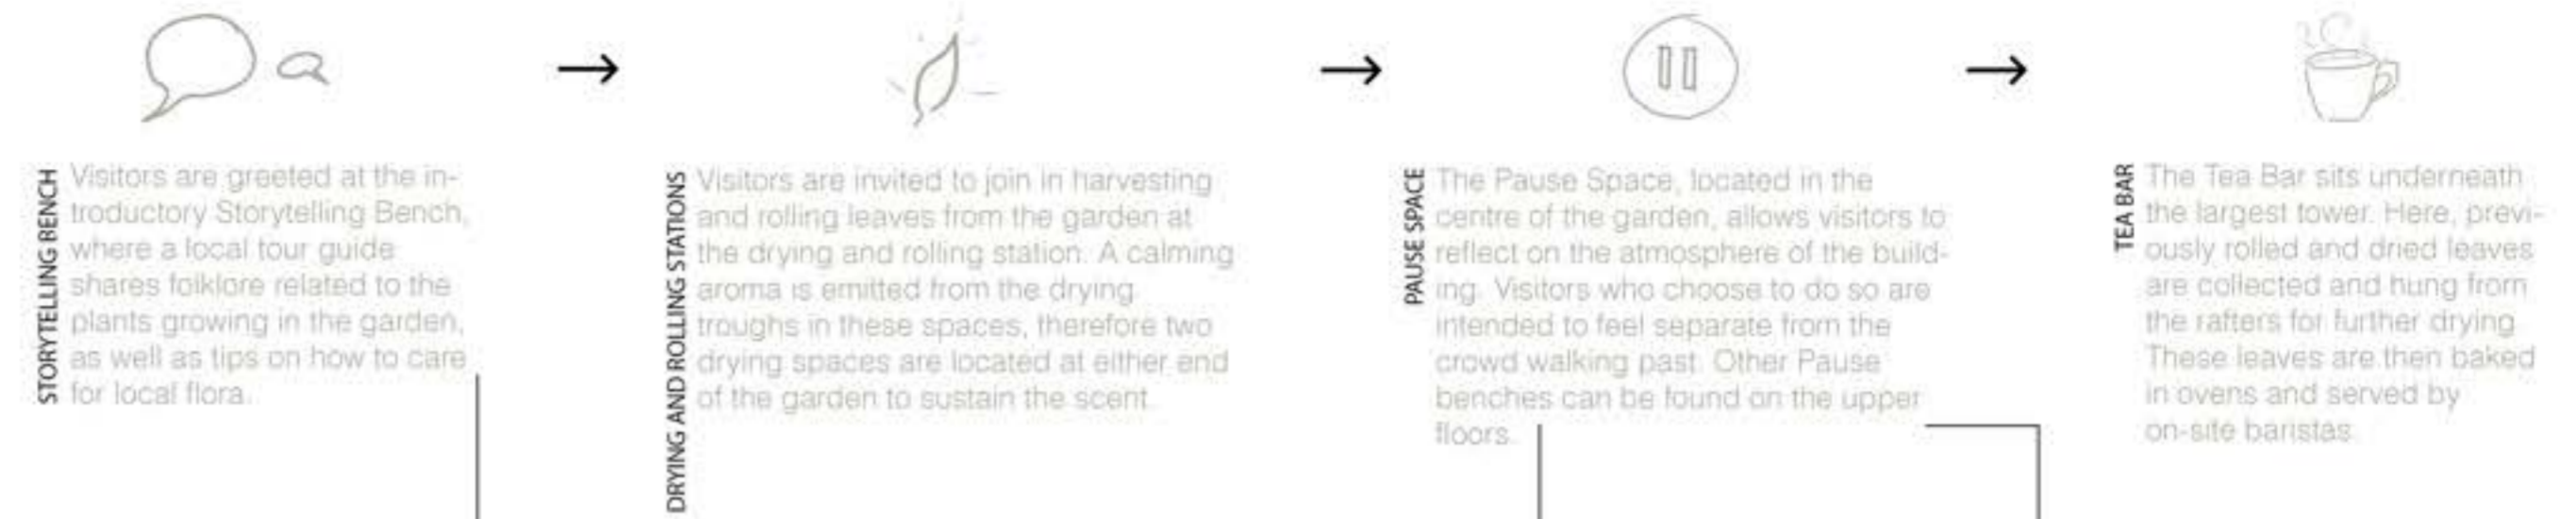 STORYTELLING BENCH
Visitors are greeted at the in-
troductory Storytelling Bench,
where a local tour guide
shares folklore related to the
plants growing in the garden,
as well as tips on how to care
for local flora.
DRYING AND ROLLING STATIONS
Visitors are invited to join in harvesting
and rolling leaves from the garden at
the drying and rolling station. A calming
aroma is emitted from the drying
troughs in these spaces, therefore two
drying spaces are located at either end
of the garden to sustain the scent.
PAUSE SPACE
The Pause Space, located in the
centre of the garden, allows visitors to
reflect on the atmosphere of the build-
ing. Visitors who choose to do so are
intended to feel separate from the
crowd walking past. Other Pause
benches can be found on the upper
floors.
TEA BAR
The Tea Bar sits underneath
the largest tower. Here, previ-
ously rolled and dried leaves
are collected and hung from
the rafters for further drying.
These leaves are then baked
in ovens and served by
on-site baristas.